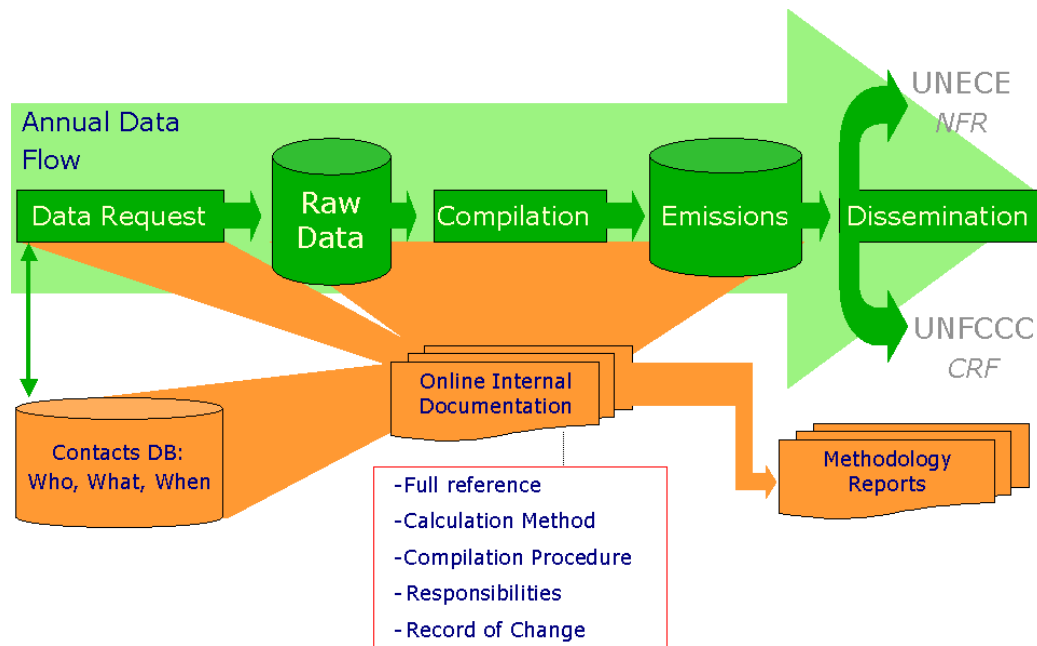 Annual Data
Flow
UNECE
NFR
Data Request
Raw
Data
Compilation
Emissions
Dissemination
UNFCCC
CRF
Online Internal
Documentation
Contacts DB:
Who, What, When
Methodology
Reports
-Full reference
-Calculation Method
-Compilation Procedure
-Responsibilities
-Record of Change